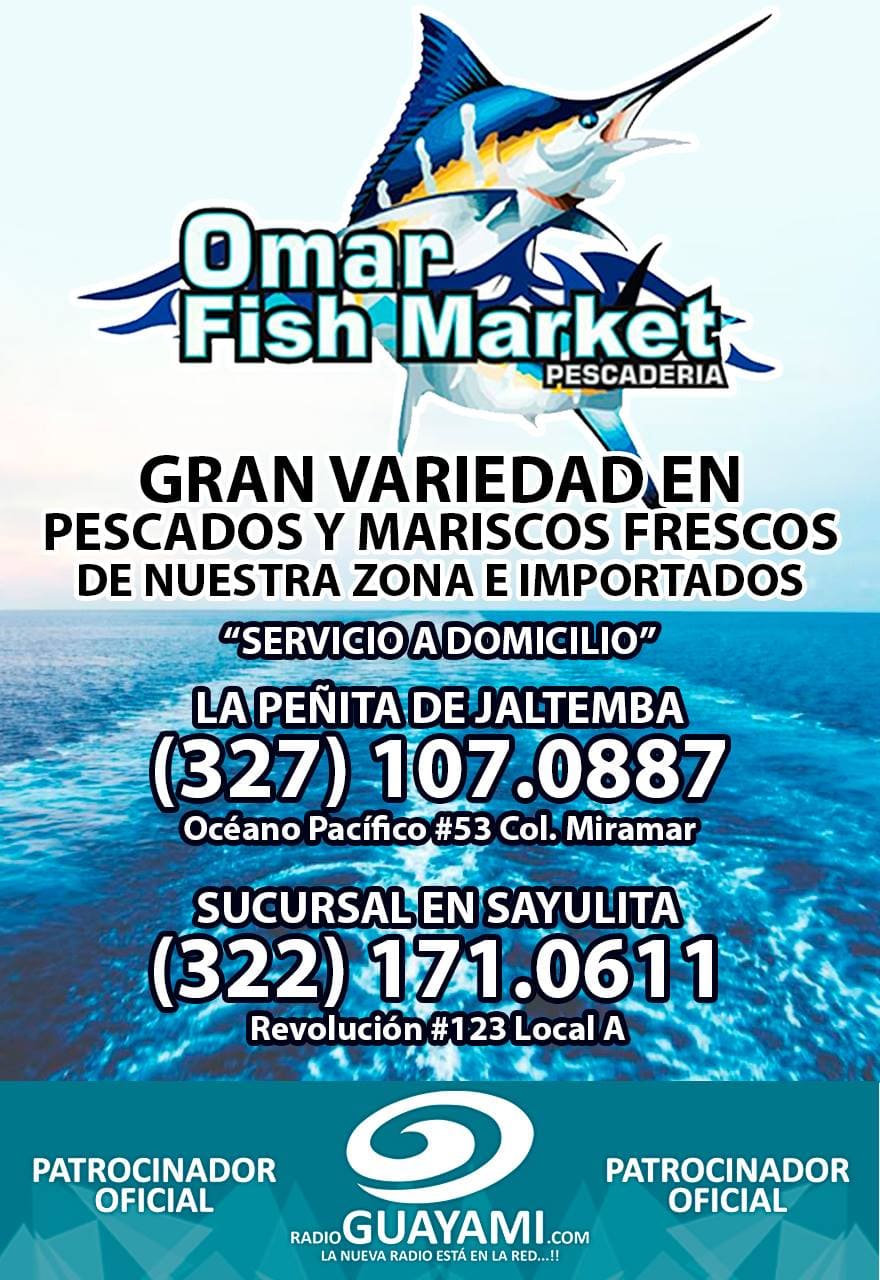 Omar
Fish Market
PESCADERIA
GRAN VARIEDAD EN
PESCADOS Y MARISCOS FRESCOS
DE NUESTRA ZONA E IMPORTADOS
“SERVICIO A DOMICILIO”
LA PEÑITA DE JALTEMBA
(327) 107.0887
Océano Pacífico #53 Col. Miramar
SUCURSAL EN SAYULITA
(322) 171.0611
Revolución #123 Local A
PATROCINADOR
OFICIAL
RADIOGUAYAMI.COM
LA NUEVA RADIO ESTÁ EN LA RED...!!
PATROCINADOR
OFICIAL